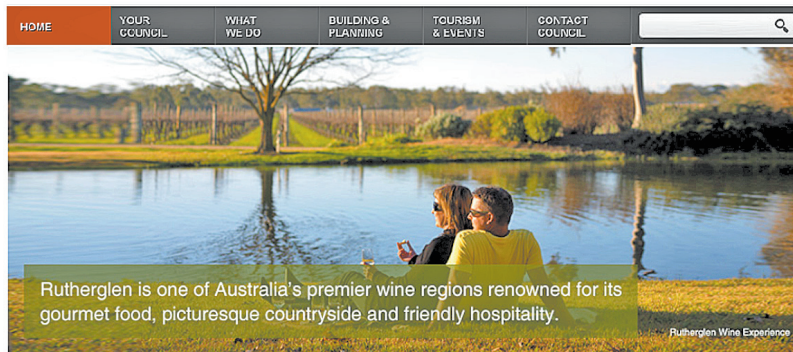 HOME
YOUR
COUNCIL
WHAT
WE DO
BUILDING &
PLANNING
TOURISM
& EVENTS
CONTACT
COUNCIL
Rutherglen is one of Australia's premier wine regions renowned for its
gourmet food, picturesque countryside and friendly hospitality.
Rutherglen Wine Experience